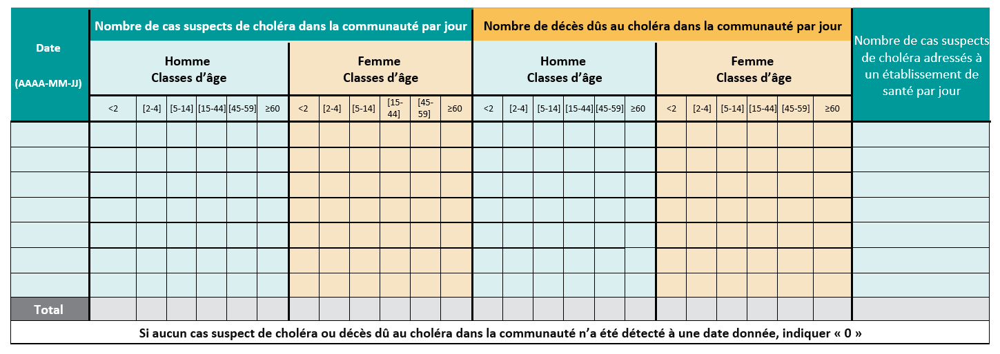 Date
(AAAA-MM-JJ)
Nombre de cas suspects de choléra dans la communauté par jour
Nombre de décès dûs au choléra dans la communauté par jour
Nombre de cas suspects
de choléra adressés à
un établissement de
santé par jour
Homme
Classes d’âge
Femme
Classes d’âge
Homme
Classes d’âge
Femme
Classes d’âge
<2 [2-4] [5-14] [15-44] [45-59] ≥60 <2 [2-4] [5-14] [15-
44] [45-
59] ≥60 <2 [2-4] [5-14] [15-44] [45-59] ≥60 <2 [2-4] [5-14] [15-44] [45-59] ≥60
Total
Si aucun cas suspect de choléra ou décès dû au choléra dans la communauté n’a été détecté à une date donnée, indiquer « 0 »